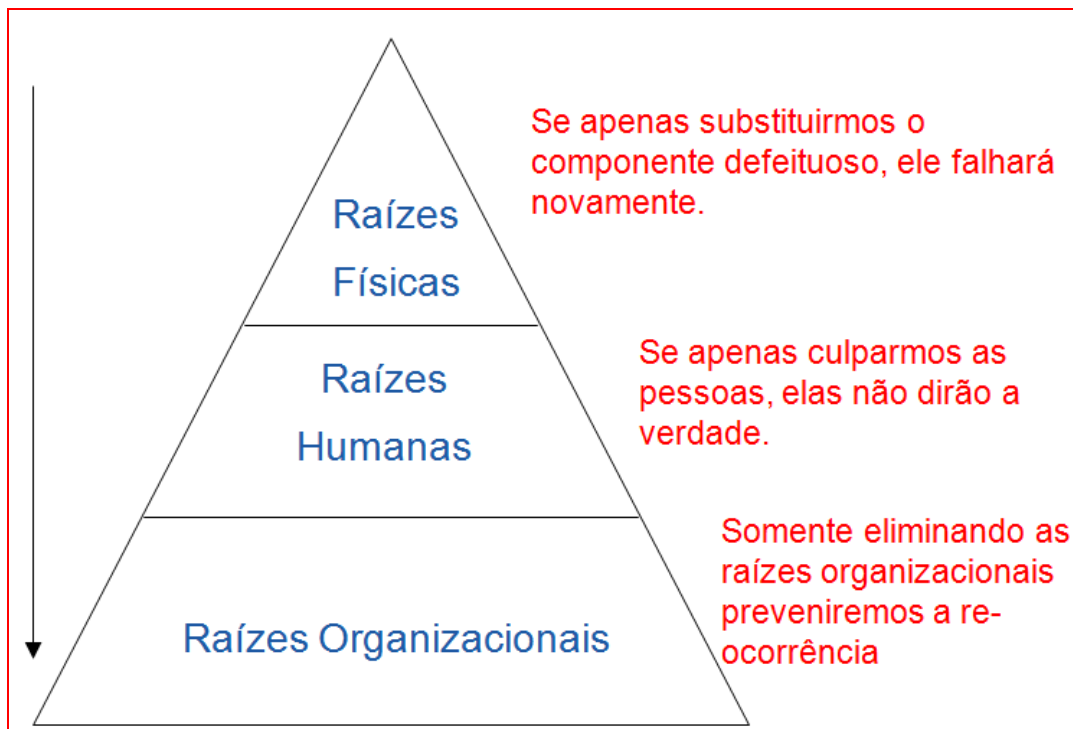 Se apenas substituirmos o
componente defeituoso, ele falhará
novamente.
Raízes
Físicas
Se apenas culparmos as
pessoas, elas não dirão a
verdade.
Raízes
Humanas
Somente eliminando as
raízes organizacionais
preveniremos a re-
ocorrência
Raízes Organizacionais